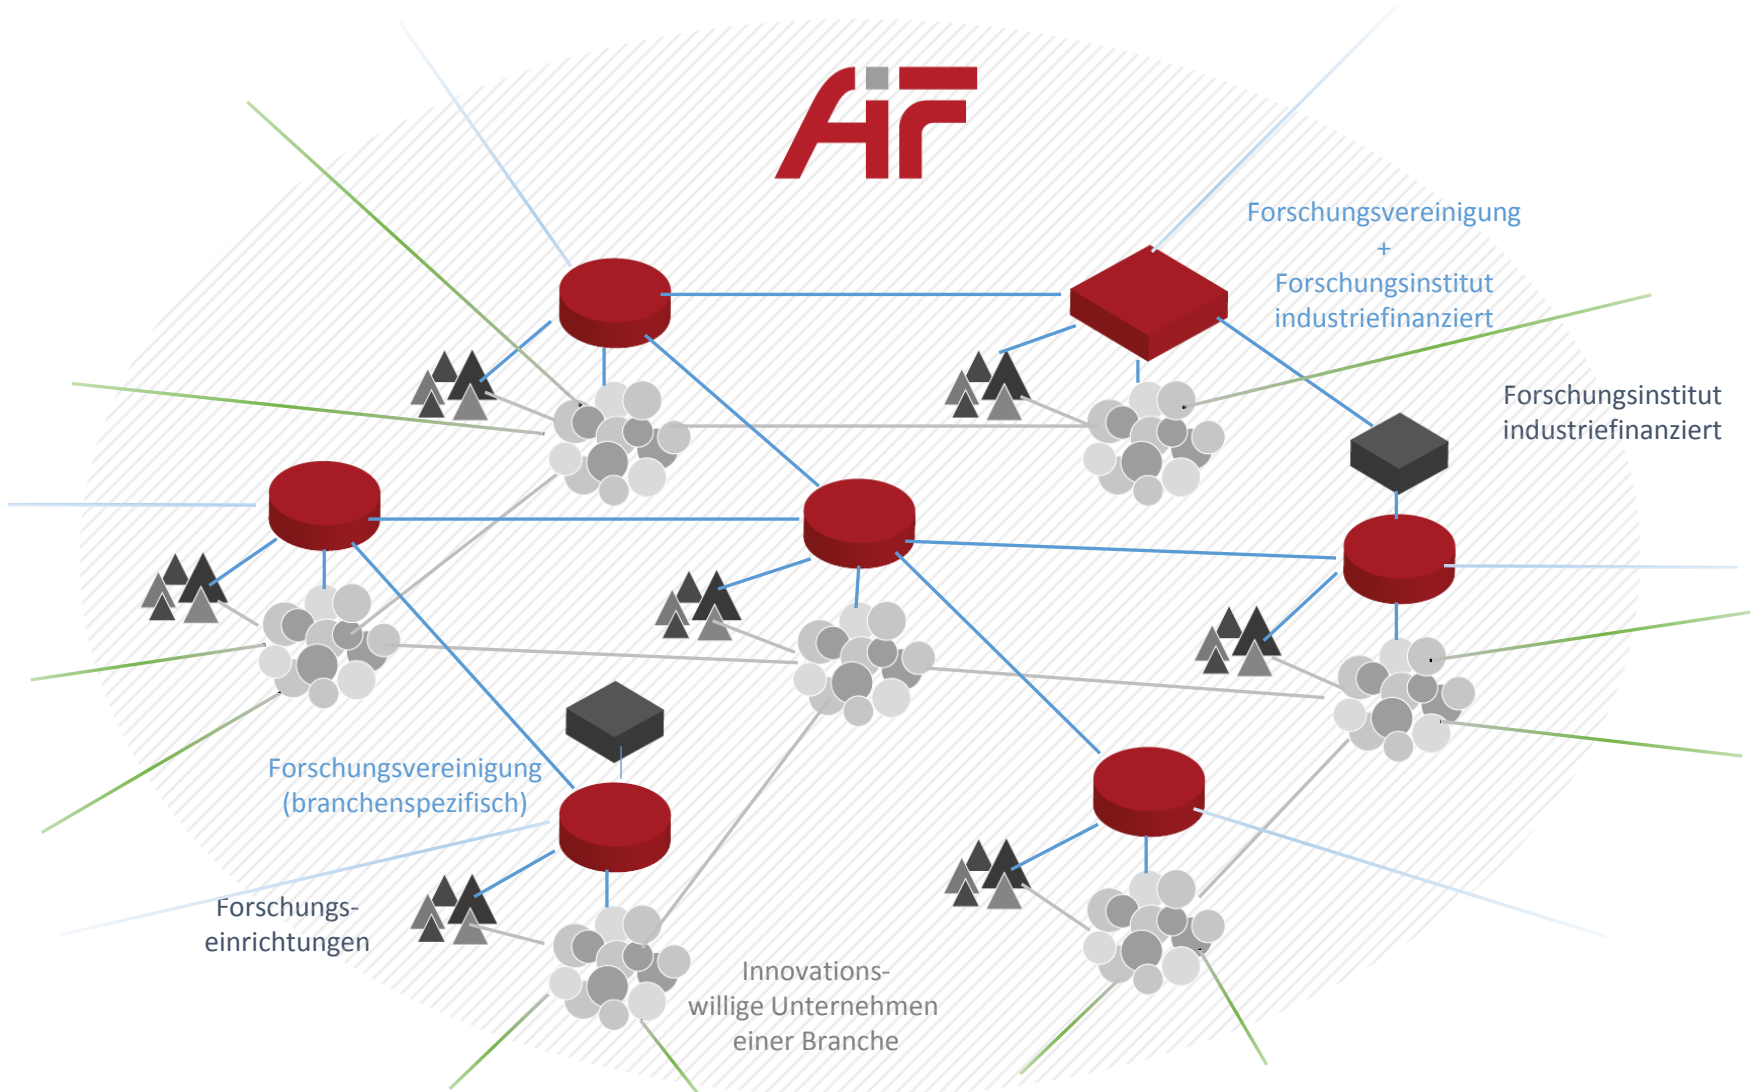 AiF
Forschungsvereinigung
+
Forschungsinstitut
industriefinanziert
Forschungsinstitut
industriefinanziert
Forschungsvereinigung
(branchenspezifisch)
Forschungs-
einrichtungen
Innovations-
willige Unternehmen
einer Branche